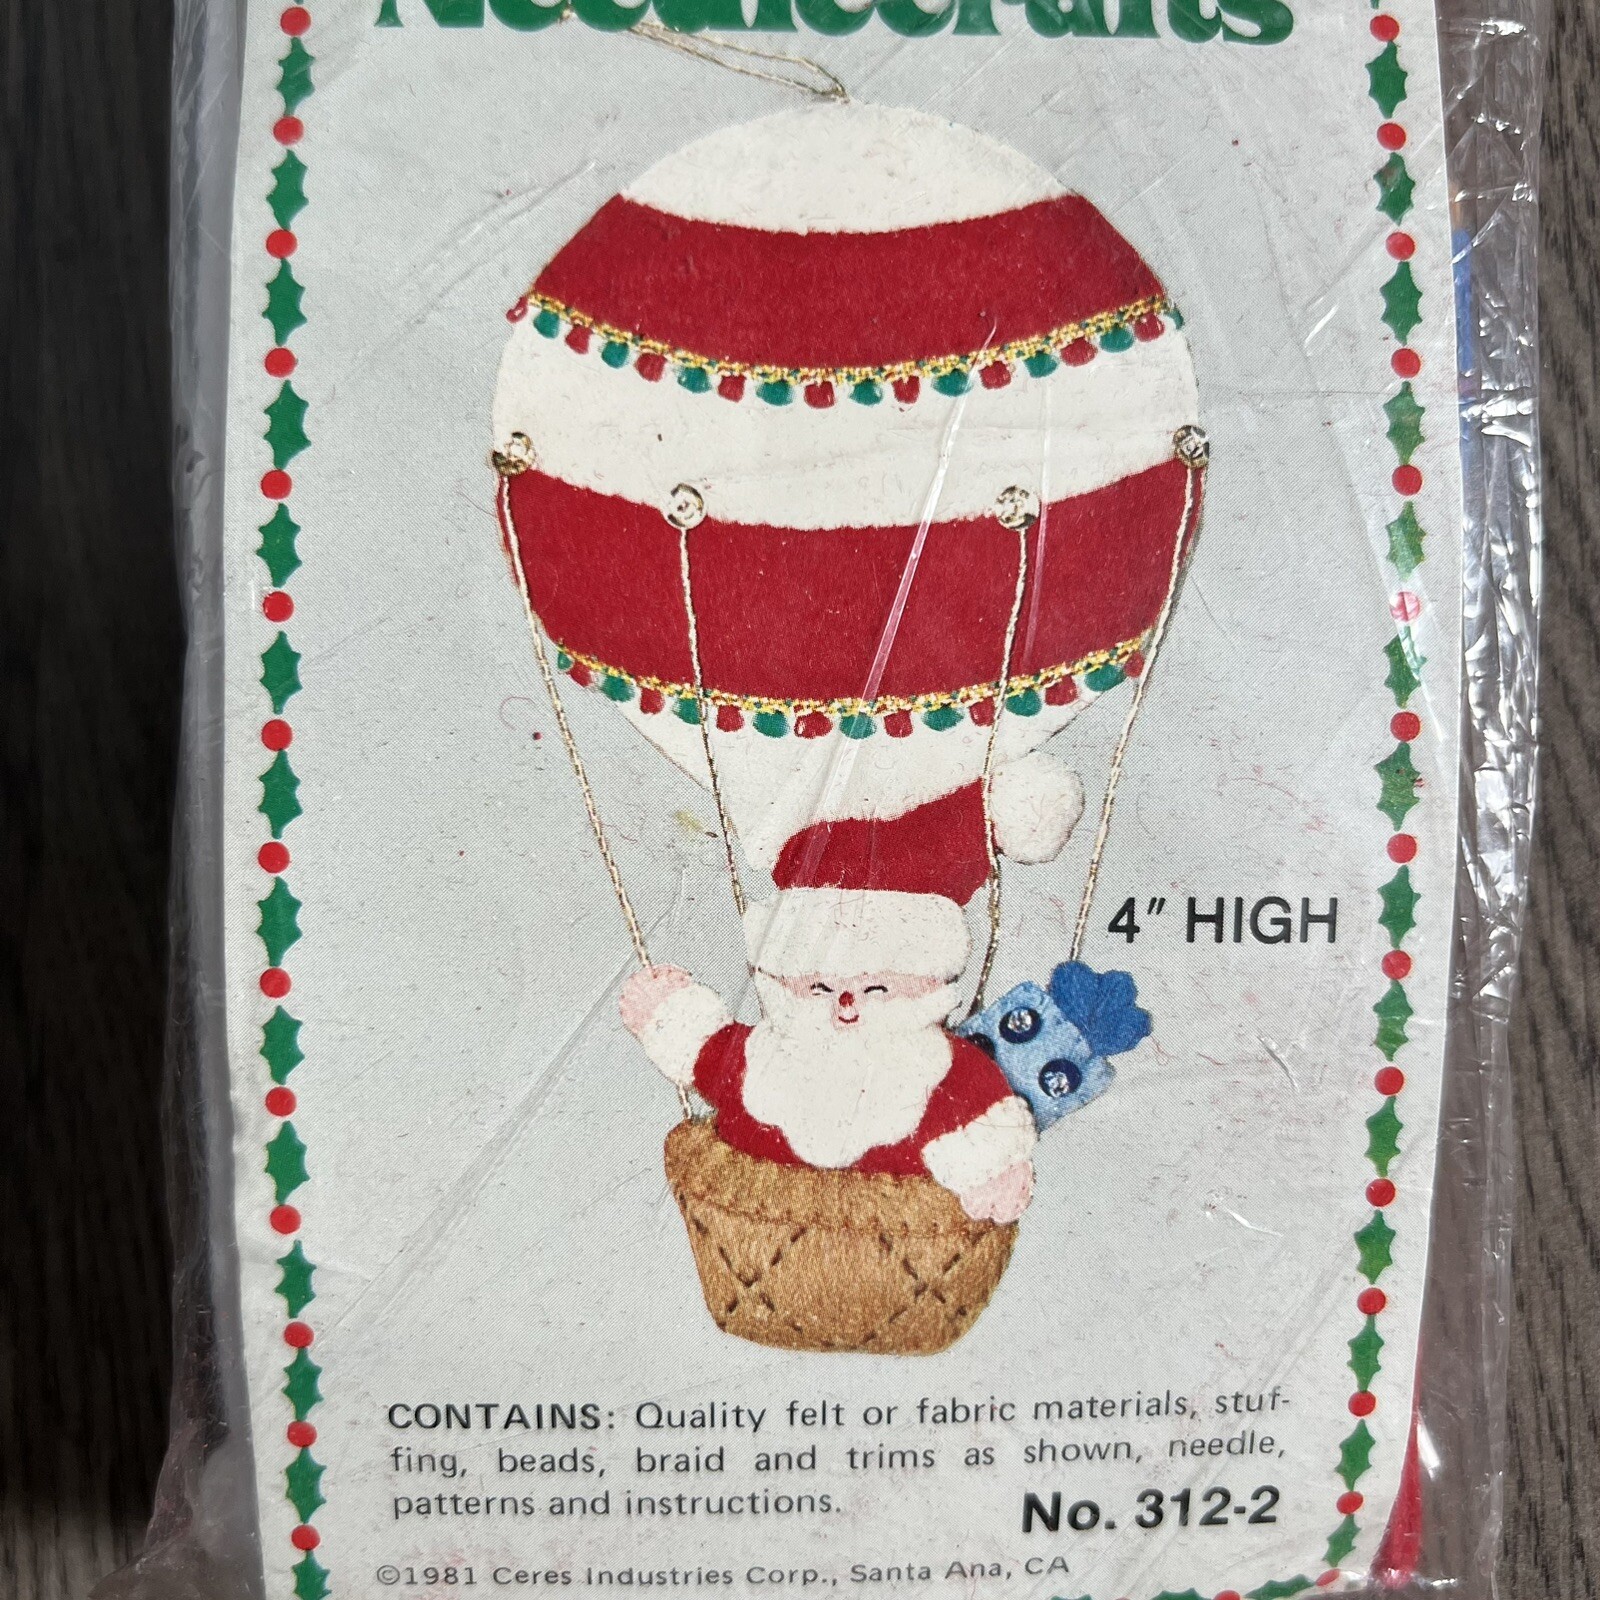 Needlecrafts
4" HIGH
CONTAINS: Quality felt or fabric materials, stuf-
fing, beads, braid and trims as shown, needle,
patterns and instructions.
No. 312-2
©1981 Ceres Industries Corp., Santa Ana, CA